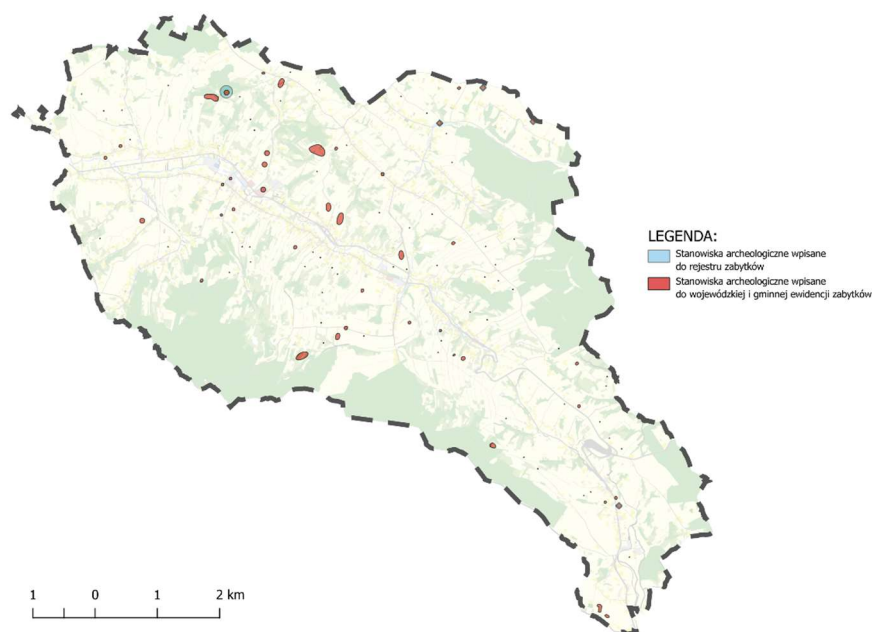 LEGENDA:
Stanowiska archeologiczne wpisane
do rejestru zabytków
Stanowiska archeologiczne wpisane
do wojewódzkiej i gminnej ewidencji zabytków
1 0 1 2 km